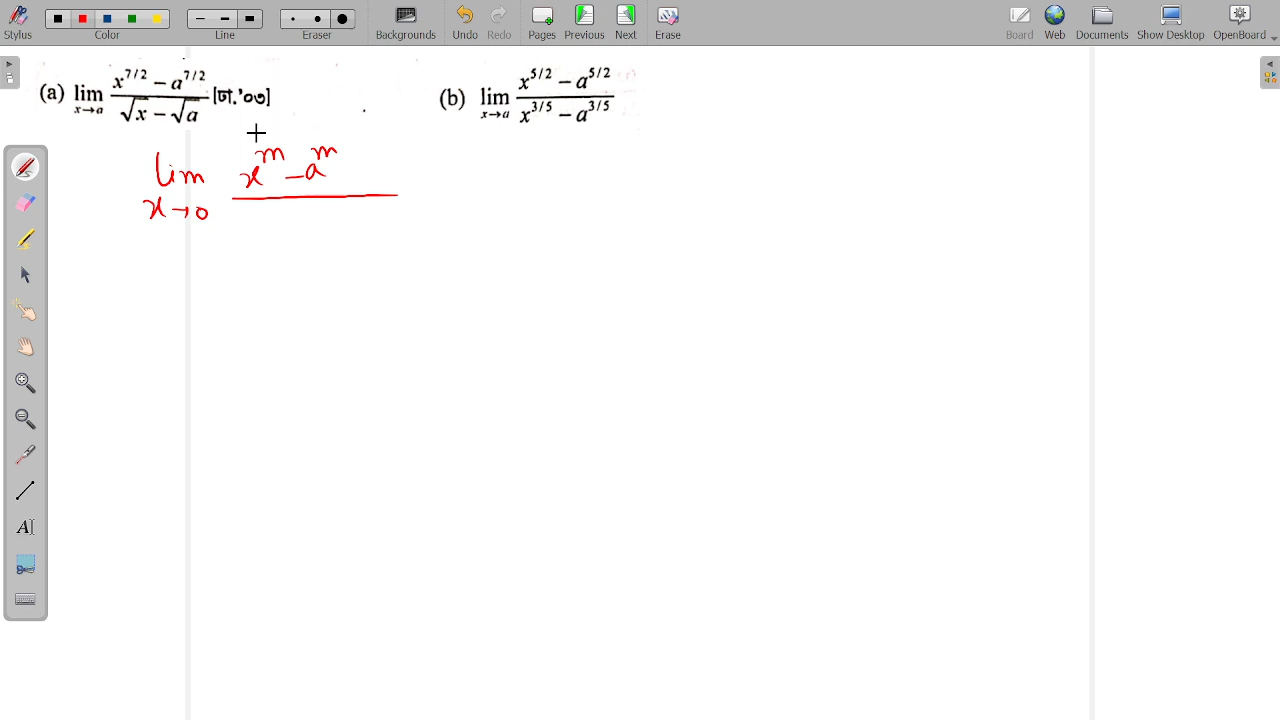 Stylus Color Line Eraser Backgrounds Undo Redo Pages Previous Next Erase Board Web Documents Show Desktop OpenBoard
(a) lim x→a (x^{7/2} − a^{7/2}) / (√x − √a) [ঢা.'০৩]
(b) lim x→a (x^{5/2} − a^{5/2}) / (x^{3/5} − a^{3/5})
lim x→0 x^m − a^m